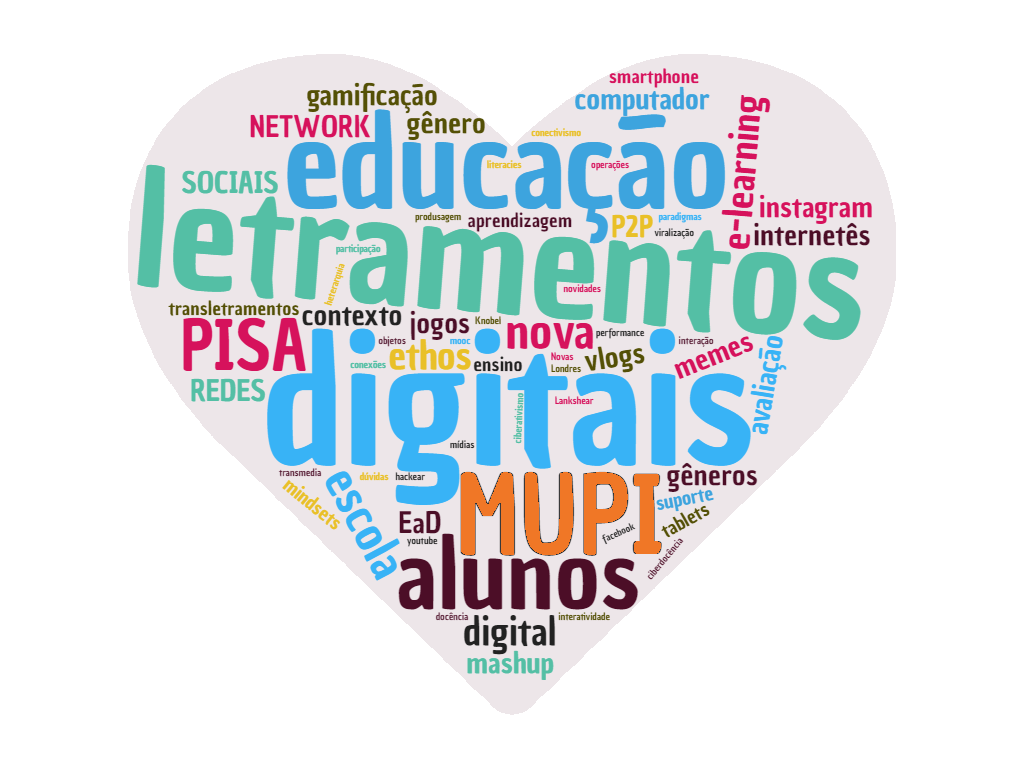 smartphone
gamificação
computador
NETWORK
gênero
conectivismo
e-learning
educação
literacies
operações
SOCIAIS
instagram
produsagem
aprendizagem
P2P
paradigmas
viralização
internetês
letramentos
participação
heterarquia
novidades
transletramentos
contexto
jogos
Knobel
nova
performance
PISA
objetos
mooc
interação
memes
avaliação
ethos
ensino
Novas
Londres
vlogs
conexões
REDES
digitais
ciberativismo
Lankshear
mídias
transmedia
dúvidas
hackear
gêneros
mindsets
escola
MUPI
suporte
tablets
EaD
facebook
youtube
ciberdocência
alunos
docência
interatividade
digital
mashup